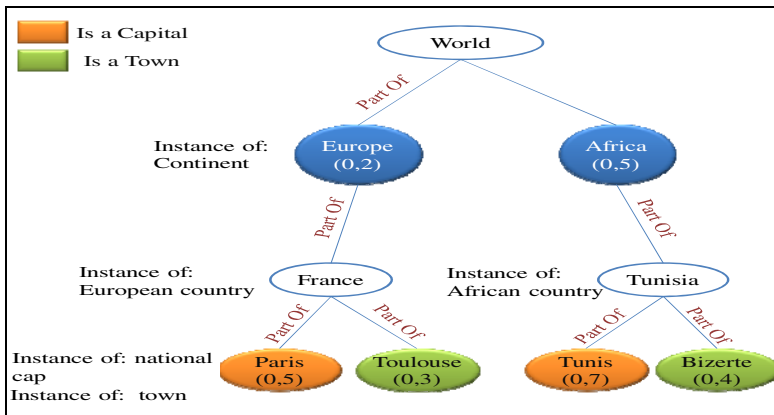 Is a Capital
Is a Town
World
Part Of
Instance of:
Continent
Europe
(0,2)
Africa
(0,5)
Part Of
Part Of
Instance of:
European country
France
Instance of:
African country
Tunisia
Part Of
Part Of
Part Of
Part Of
Instance of: national
cap
Instance of: town
Paris
(0,5)
Toulouse
(0,3)
Tunis
(0,7)
Bizerte
(0,4)